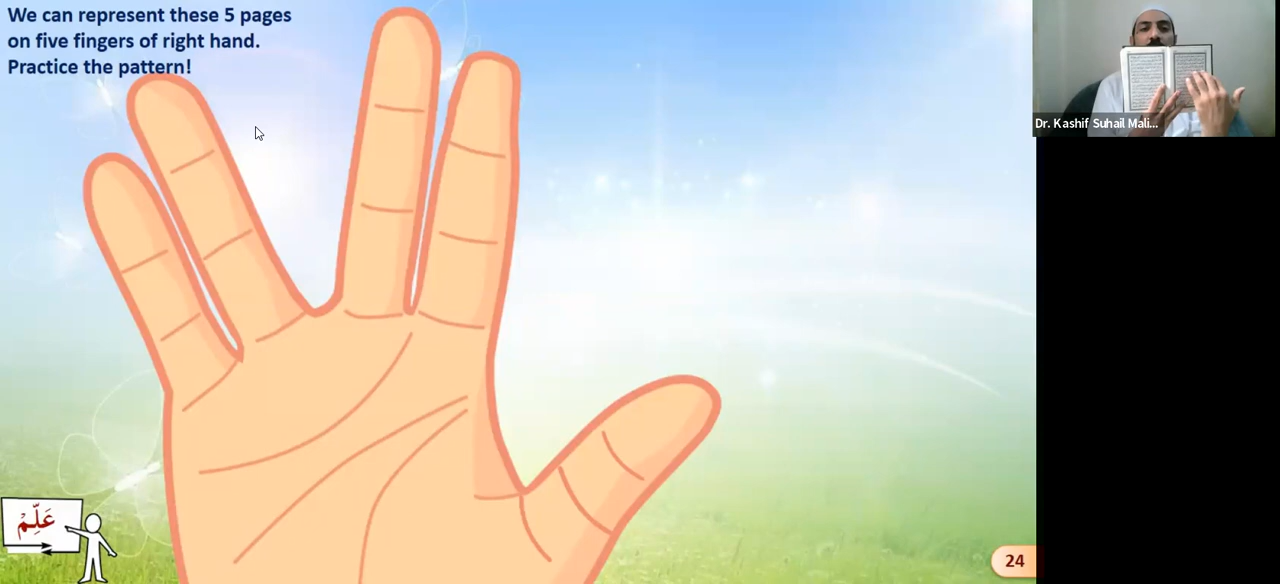 We can represent these 5 pages
on five fingers of right hand.
Practice the pattern!
Dr. Kashif Suhail Mali...
عَلِّمْ
24